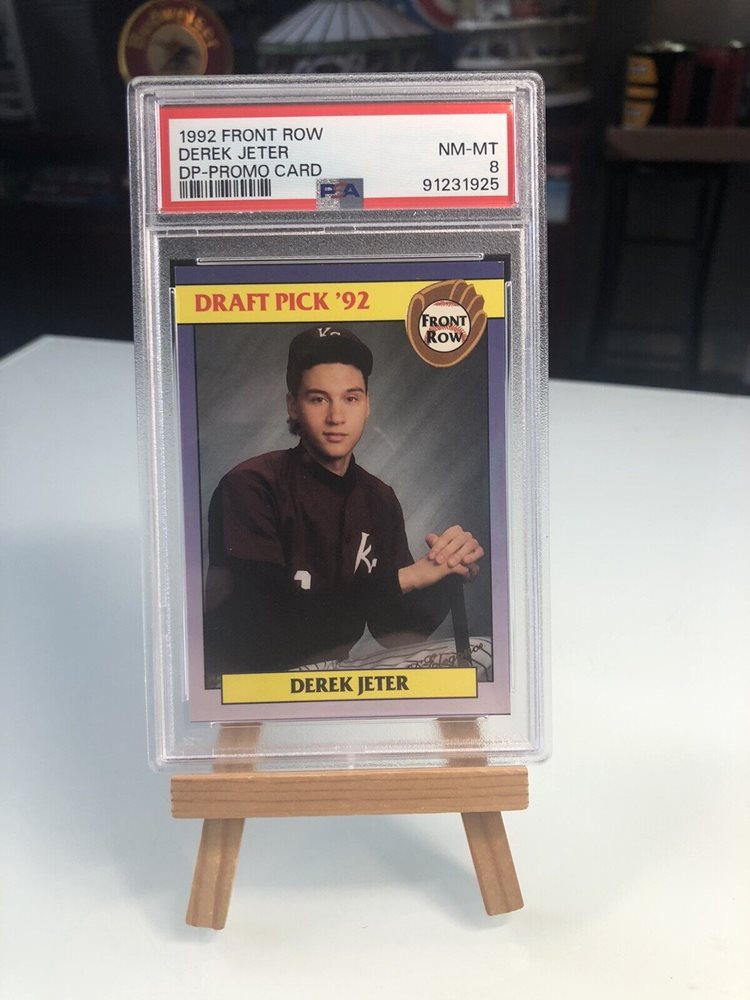 Budweiser
1992 FRONT ROW
DEREK JETER
DP-PROMO CARD
NM-MT
8
91231925
PSA
DRAFT PICK '92
FRONT
ROW
K
k.
DEREK JETER